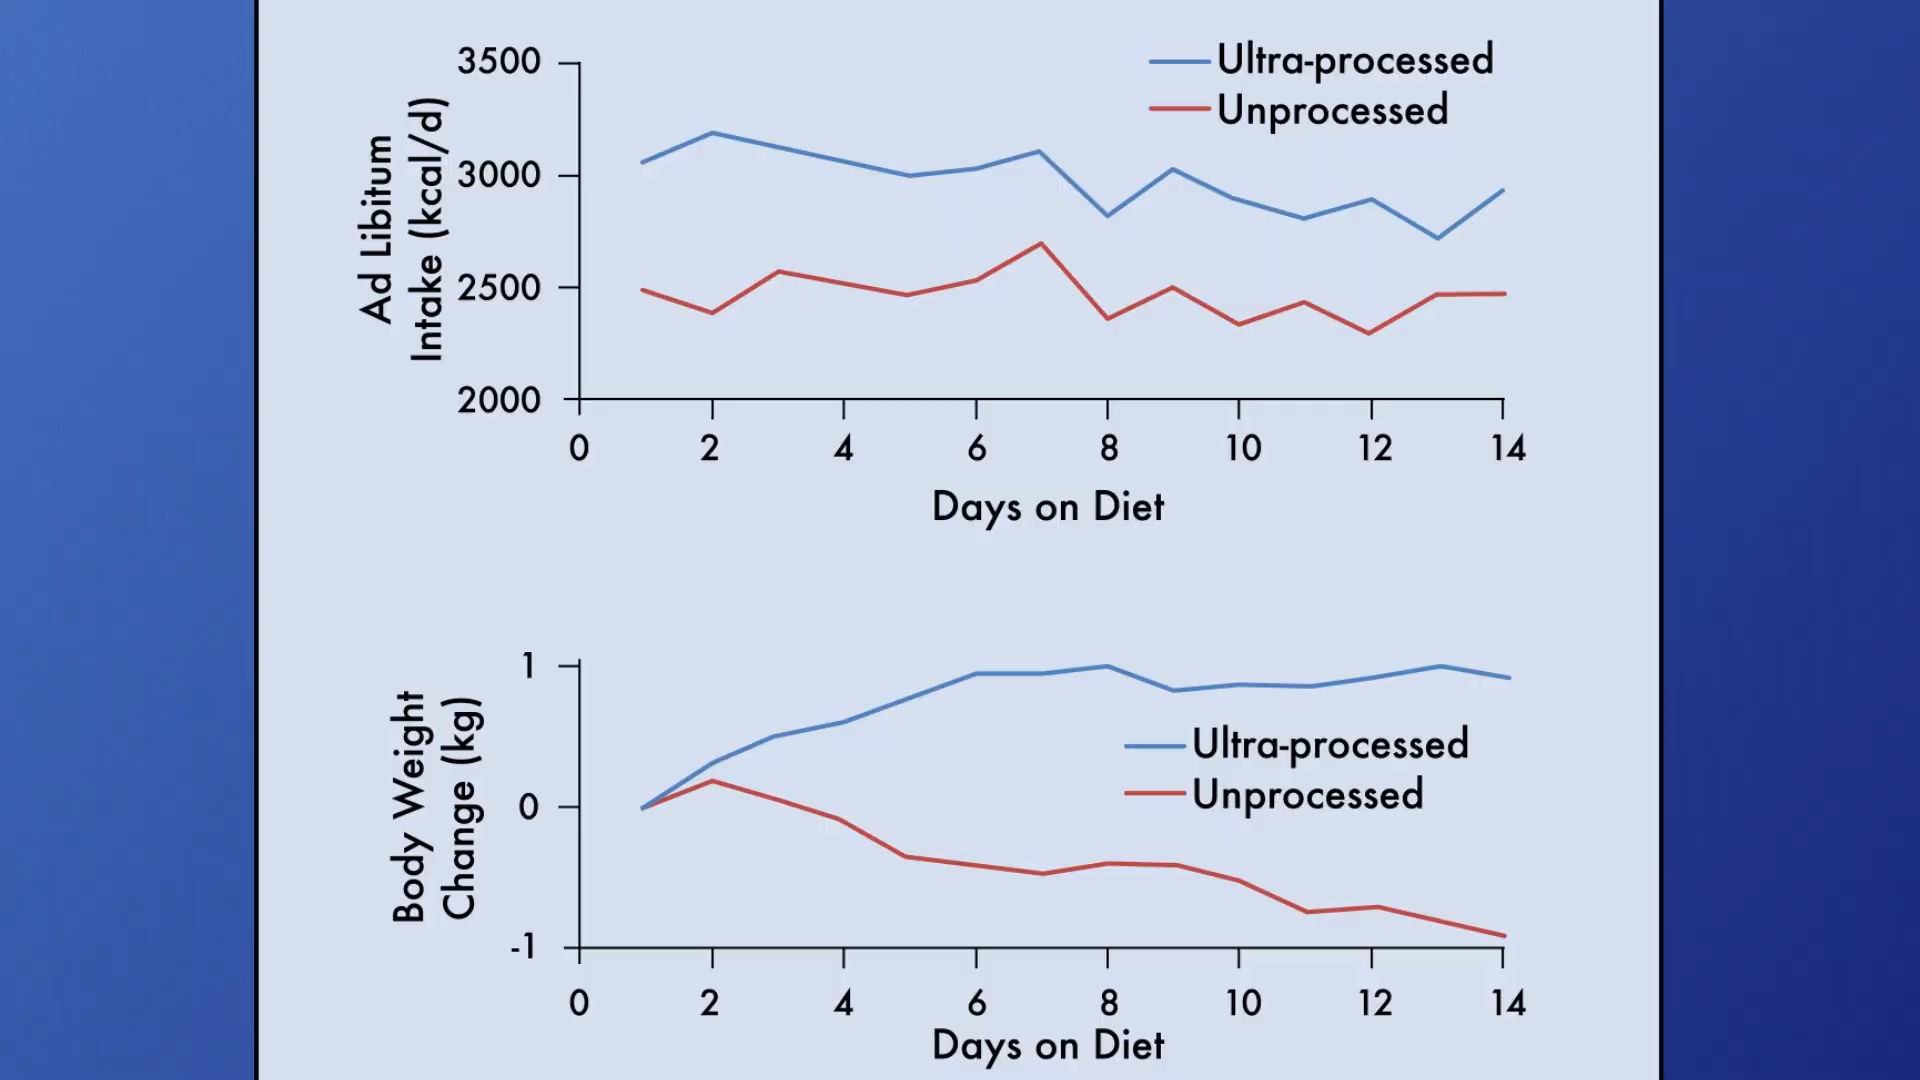 3500
3000
2500
2000
Ad Libitum
Intake (kcal/d)
Ultra-processed
Unprocessed
0 2 4 6 8 10 12 14
Days on Diet
1
0
-1
Body Weight
Change (kg)
Ultra-processed
Unprocessed
0 2 4 6 8 10 12 14
Days on Diet